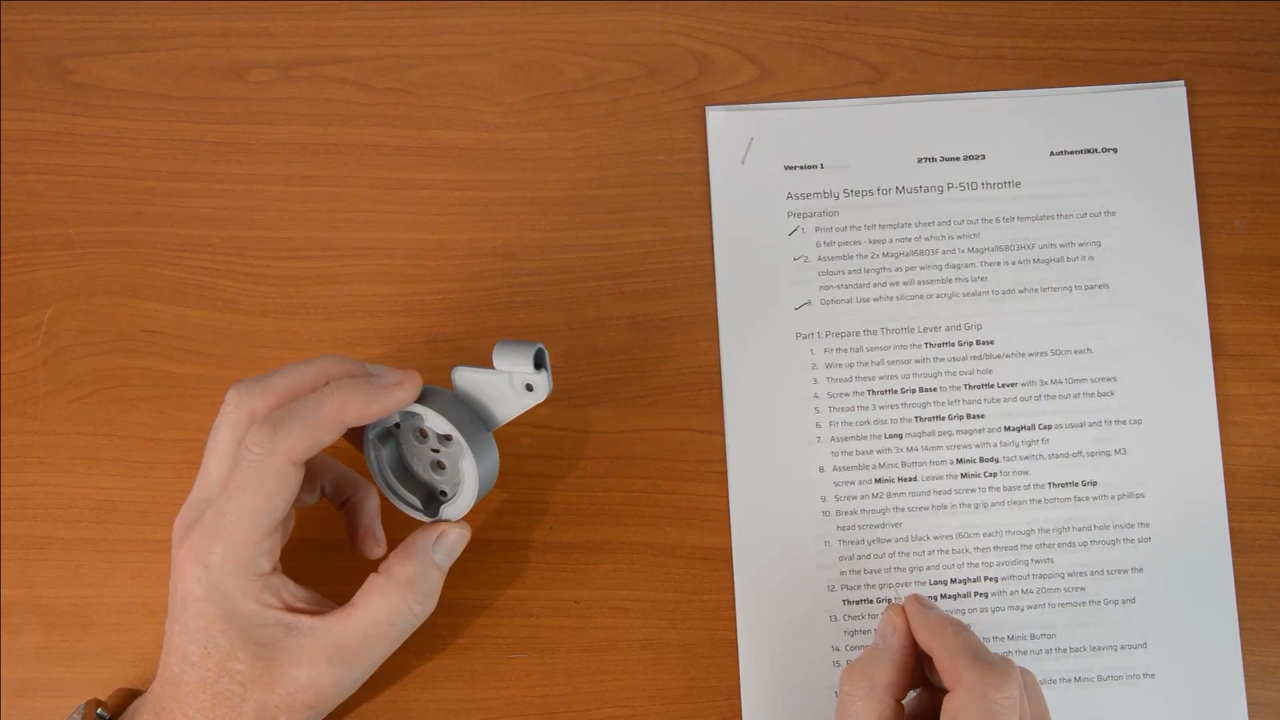 Version 1 27th June 2023 AuthentiKit.Org
Assembly Steps for Mustang P-51D throttle
Preparation
1. Print out the felt template sheet and cut out the 6 felt templates then cut out the
6 felt pieces - keep a note of which is which!
2. Assemble the 2x MagHall6803F and 1x MagHall6803HXF units with wiring
colours and lengths as per wiring diagram. There is a 4th MagHall but it is
non-standard and we will assemble this later
3. Optional: Use white silicone or acrylic sealant to add white lettering to panels
Part 1: Prepare the Throttle Lever and Grip
1. Fit the hall sensor into the Throttle Grip Base
2. Wire up the hall sensor with the usual red/blue/white wires 50cm each.
3. Thread these wires up through the oval hole
4. Screw the Throttle Grip Base to the Throttle Lever with 3x M4 10mm screws
5. Thread the 3 wires through the left hand tube and out of the nut at the back
6. Fit the cork disc to the Throttle Grip Base
7. Assemble the Long maghall peg, magnet and MagHall Cap as usual and fit the cap
to the base with 3x M4 14mm screws with a fairly tight fit
8. Assemble a Minic Button from a Minic Body, tact switch, stand-off, spring, M3
screw and Minic Head. Leave the Minic Cap for now.
9. Screw an M2 8mm round head screw to the base of the Throttle Grip
10. Break through the screw hole in the grip and clean the bottom face with a phillips
head screwdriver
11. Thread yellow and black wires (60cm each) through the right hand hole inside the
oval and out of the nut at the back, then thread the other ends up through the slot
in the base of the grip and out of the top avoiding twists
12. Place the grip over the Long Maghall Peg without trapping wires and screw the
Throttle Grip Maghall Peg with an M4 20mm screw
13. Check for on as you may want to remove the Grip and
tighten
14. to the Minic Button
15. the nut at the back leaving around
slide the Minic Button into the